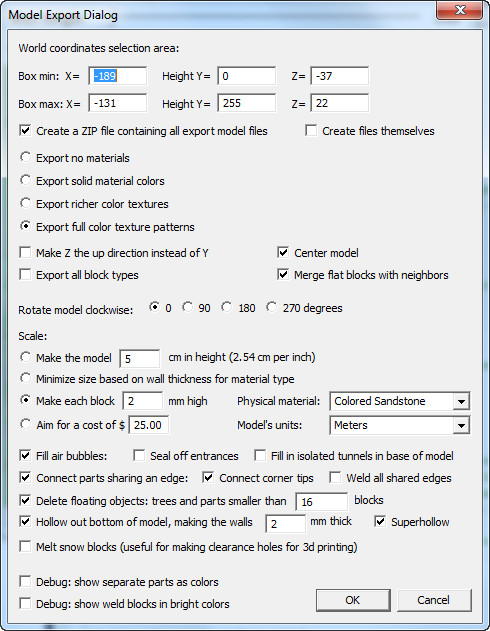 Model Export Dialog
World coordinates selection area:
Box min: X= -189 Height Y= 0 Z= -37
Box max: X= -131 Height Y= 255 Z= 22
Create a ZIP file containing all export model files Create files themselves
Export no materials
Export solid material colors
Export richer color textures
Export full color texture patterns
Make Z the up direction instead of Y Center model
Export all block types Merge flat blocks with neighbors
Rotate model clockwise: 0 90 180 270 degrees
Scale:
Make the model 5 cm in height (2.54 cm per inch)
Minimize size based on wall thickness for material type
Make each block 2 mm high Physical material: Colored Sandstone
Aim for a cost of $ 25.00 Model's units: Meters
Fill air bubbles: Seal off entrances Fill in isolated tunnels in base of model
Connect parts sharing an edge: Connect corner tips Weld all shared edges
Delete floating objects: trees and parts smaller than 16 blocks
Hollow out bottom of model, making the walls 2 mm thick Superhollow
Melt snow blocks (useful for making clearance holes for 3d printing)
Debug: show separate parts as colors
Debug: show weld blocks in bright colors
OK Cancel